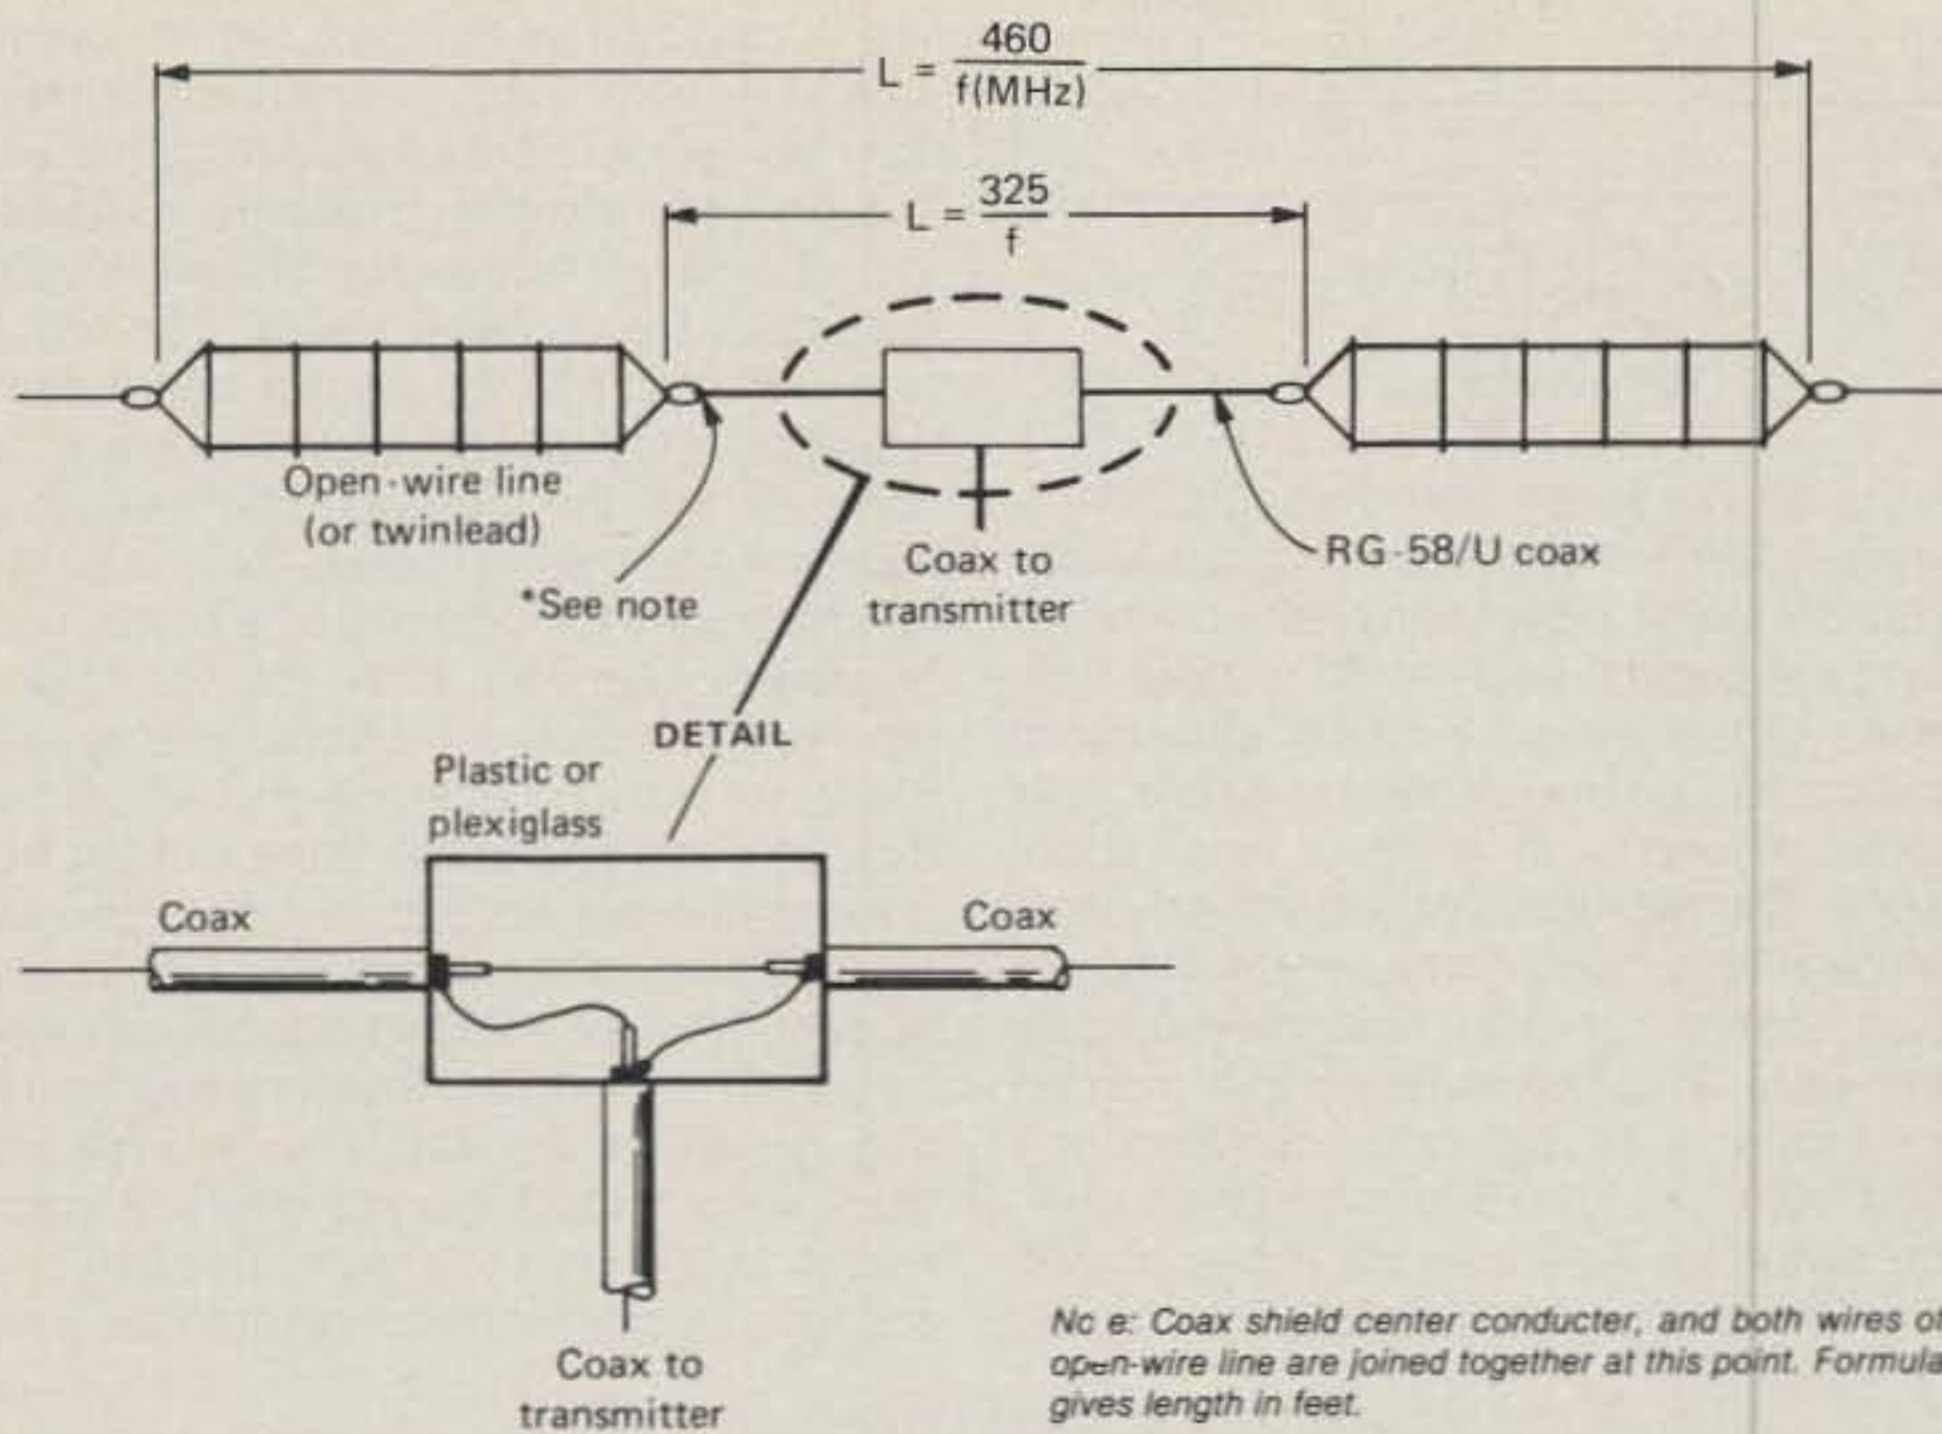 L = 460
f(MHz)
L = 325
f
Open-wire line
(or twinlead)
*See note
Coax to
transmitter
RG-58/U coax
DETAIL
Plastic or
plexiglass
Coax
Coax
Coax to
transmitter
No e: Coax shield center conducter, and both wires of
open-wire line are joined together at this point. Formula
gives length in feet.